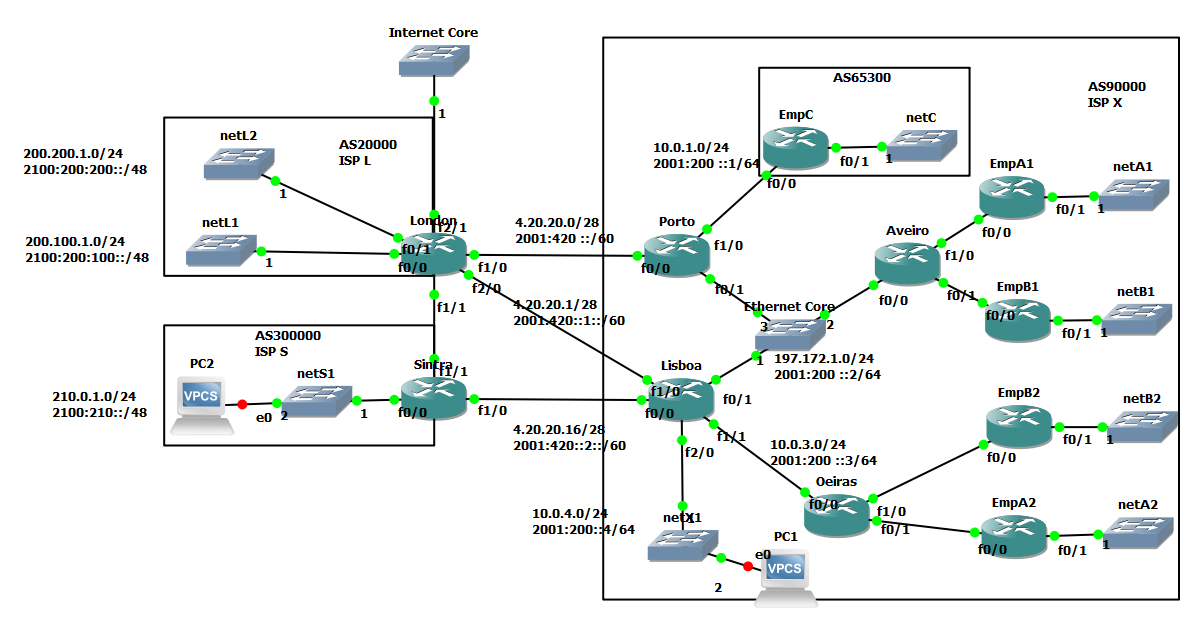 Internet Core
1
AS20000
ISP L
netL2
1
200.200.1.0/24
2100:200:200::/48
netL1
1
200.100.1.0/24
2100:200:100::/48
London
f2/1
f0/1
f0/0
f1/0
f2/0
f1/1
4.20.20.0/28
2001:420 ::/60
4.20.20.1/28
2001:420::1::/60
AS300000
ISP S
PC2
VPCS
e0
netS1
2
1
210.0.1.0/24
2100:210::/48
Sintra
f1/1
f0/0
f1/0
4.20.20.16/28
2001:420::2::/60
AS90000
ISP X
AS65300
EmpC
f0/0
f0/1
netC
1
10.0.1.0/24
2001:200 ::1/64
Porto
f1/0
f0/0
f0/1
Ethernet Core
3
2
1
197.172.1.0/24
2001:200 ::2/64
Aveiro
f1/0
f0/0
f0/1
EmpA1
f0/0
f0/1
netA1
1
EmpB1
f0/0
f0/1
netB1
1
Lisboa
f1/0
f0/0
f0/1
f1/1
f2/0
10.0.3.0/24
2001:200 ::3/64
Oeiras
f0/0
f1/0
f0/1
EmpB2
f0/0
f0/1
netB2
1
EmpA2
f0/0
f0/1
netA2
1
10.0.4.0/24
2001:200::4/64
netX1
1
2
PC1
VPCS
e0